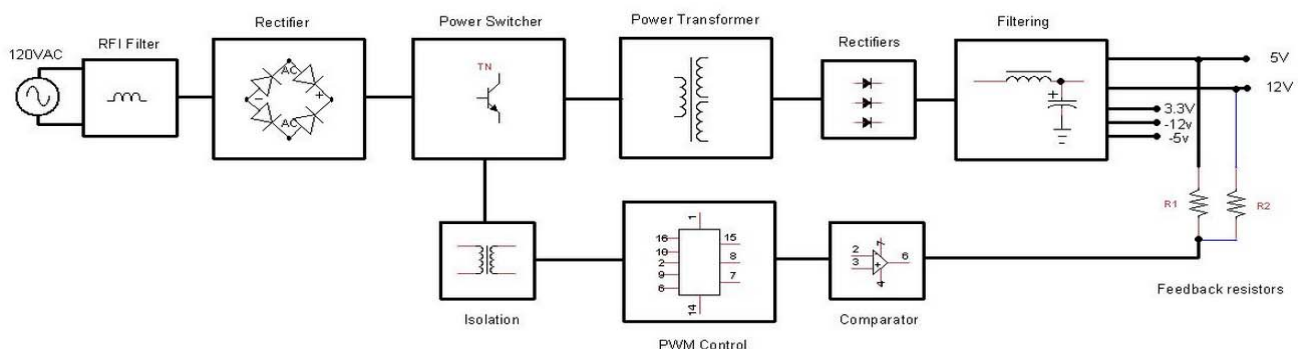 120VAC
RFI Filter
Rectifier
AC
AC
−
+
Power Switcher
TN
Power Transformer
Rectifiers
Filtering
+
5V
12V
3.3V
-12v
-5v
R1
R2
Feedback resistors
Isolation
1
16
10
2
9
6
15
8
7
14
PWM Control
2
3
7
+
4
6
Comparator